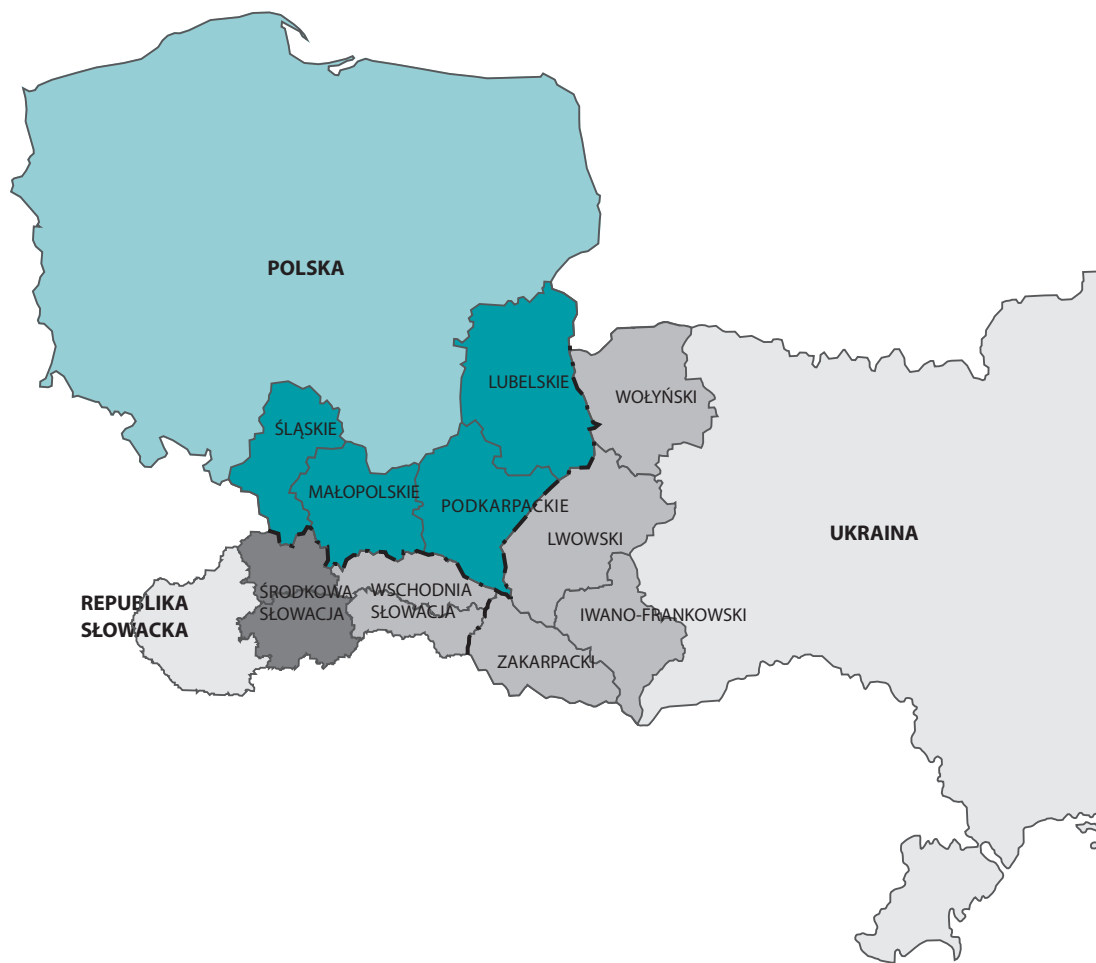 POLSKA
LUBELSKIE
WOŁYŃSKI
ŚLĄSKIE
MAŁOPOLSKIE
PODKARPACKIE
LWOWSKI
UKRAINA
REPUBLIKA
SŁOWACKA
ŚRODKOWA
SŁOWACJA
WSCHODNIA
SŁOWACJA
IWANO-FRANKOWSKI
ZAKARPACKI